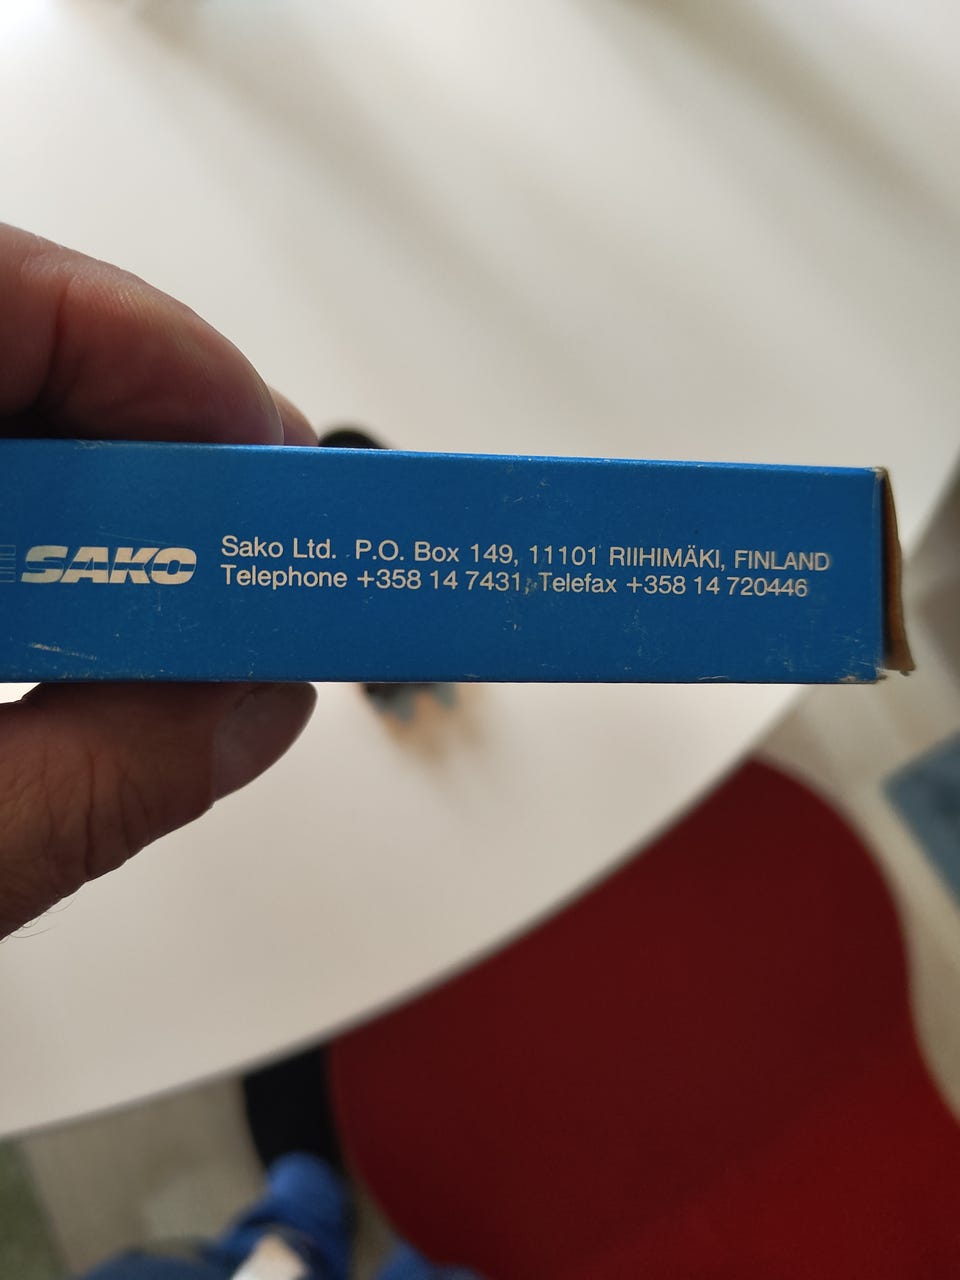 SAKO
Sako Ltd. P.O. Box 149, 11101 RIIHIMÄKI, FINLAND
Telephone +358 14 7431, Telefax +358 14 720446